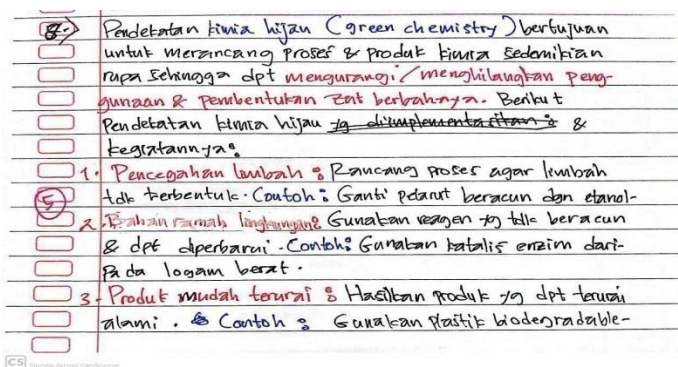 8.) Pendekatan kimia hijau (green chemistry) bertujuan
untuk merancang proses & produk kimia sedemikian
rupa sehingga dpt mengurangi/menghilangkan peng-
gunaan & pembentukan zat berbahaya. Berikut
Pendekatan kimia hijau yg diimplementasikan : &
kegiatannya :
1. Pencegahan limbah : Rancang proses agar limbah
5 tdk terbentuk. Contoh : Ganti pelarut beracun dgn etanol-
2. Bahan ramah lingkungan : Gunakan reagen yg tdk beracun
& dpt diperbarui. Contoh : Gunakan katalis enzim dari-
pada logam berat.
3. Produk mudah terurai : Hasilkan produk yg dpt terurai
alami. Contoh : Gunakan plastik biodegradable-
CS